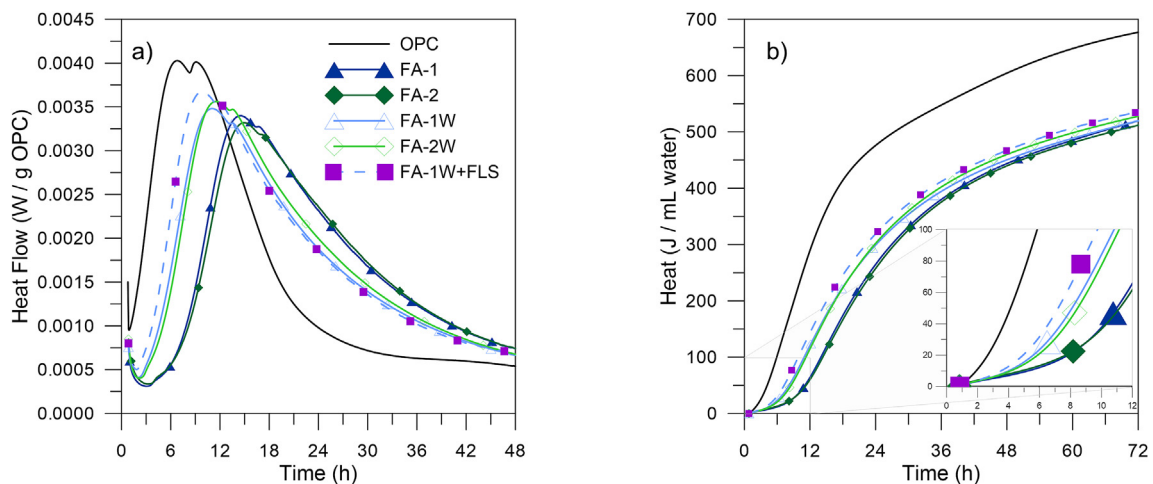 a)
Heat Flow (W / g OPC)
0.0045
0.0040
0.0035
0.0030
0.0025
0.0020
0.0015
0.0010
0.0005
0.0000
0 6 12 18 24 30 36 42 48
Time (h)
OPC
FA-1
FA-2
FA-1W
FA-2W
FA-1W+FLS
b)
Heat (J / mL water)
700
600
500
400
300
200
100
0
0 12 24 36 48 60 72
Time (h)
100
80
60
40
20
0
0 2 4 6 8 10 12